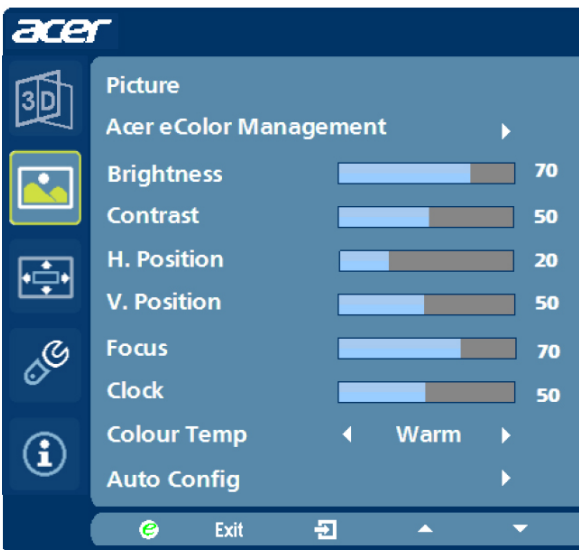 acer
3D
Picture
Acer eColor Management
Brightness 70
Contrast 50
H. Position 20
V. Position 50
Focus 70
Clock 50
Colour Temp Warm
Auto Config
e Exit